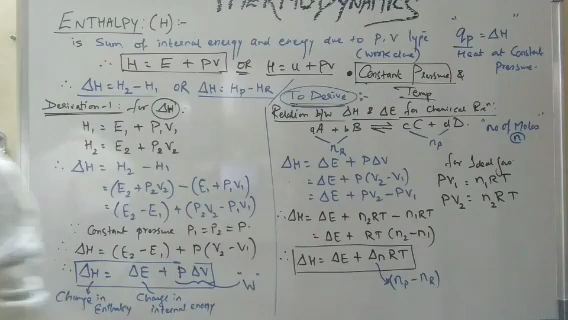 THERMODYNAMICS
ENTHALPY: (H) :-
is Sum of internal energy and energy due to P, V type
(work done)
∴ H = E + PV OR H = u + PV
∴ ΔH = H₂ - H₁ OR ΔH = Hp - HR
Derivation-1: for ΔH
H₁ = E₁ + P₁V₁
H₂ = E₂ + P₂V₂
∴ ΔH = H₂ - H₁
= (E₂ + P₂V₂) - (E₁ + P₁V₁)
= (E₂ - E₁) + (P₂V₂ - P₁V₁)
∵ Constant pressure P₁ = P₂ = P.
∴ ΔH = (E₂ - E₁) + P(V₂ - V₁)
∴ ΔH = ΔE + PΔV
"W"
Change in Enthalpy
Change in internal energy
"qp = ΔH"
Heat at Constant
Pressure.
• Constant Pressure &
Temp
To Derive :-
Relation b/w ΔH & ΔE for Chemical Rxⁿ:
aA + bB ⇌ cC + dD.
nR
nP
"no of Moles"
n
ΔH = ΔE + PΔV
= ΔE + P(V₂ - V₁)
= ΔE + PV₂ - PV₁
∴ ΔH = ΔE + n₂RT - n₁RT
= ΔE + RT (n₂ - n₁)
∴ ΔH = ΔE + ΔnRT
(nP - nR)
for Ideal gas
PV₁ = n₁RT
PV₂ = n₂RT